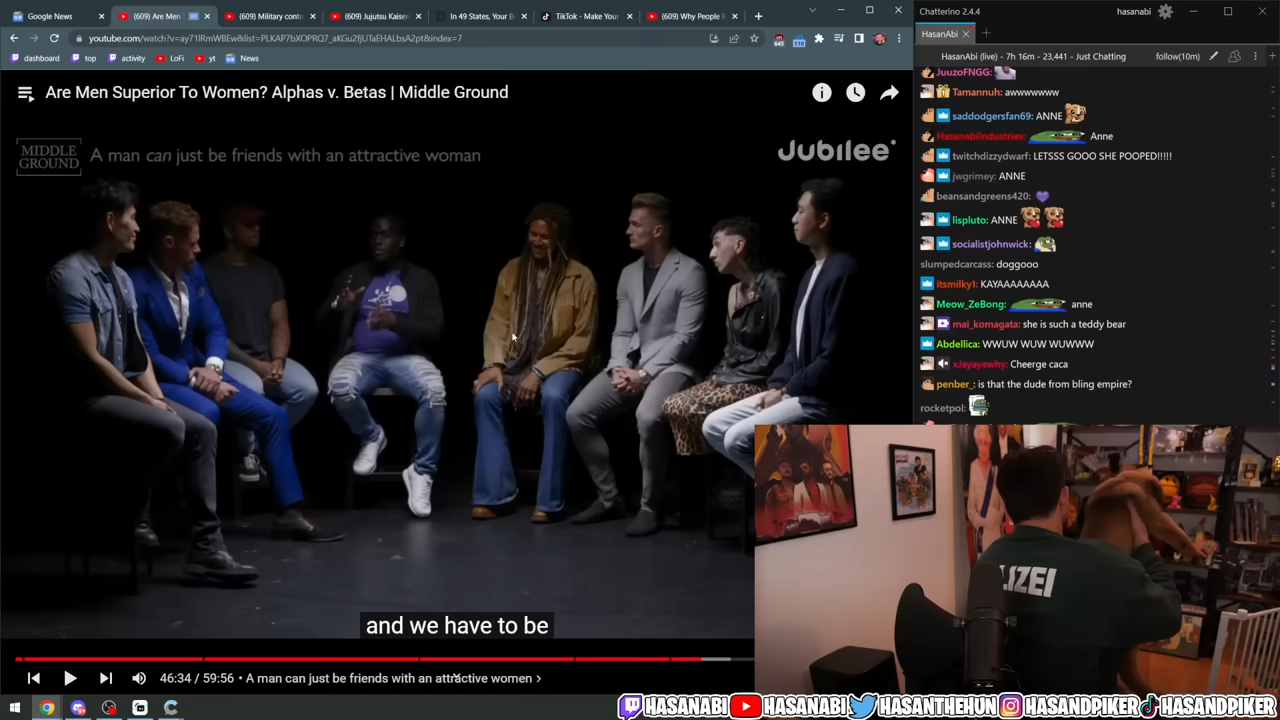 Google News
(609) Are Men
(609) Military contr
(609) Jujutsu Kaisen
In 49 States, Your B
TikTok - Make Your
(609) Why People F
youtube.com/watch?v=ay71IRmWBEw&list=PLKAP7bXOPRQ7_aKGu2fjUTaEHALbsA2pt&index=7
dashboard
top
activity
LoFi
yt
News
Are Men Superior To Women? Alphas v. Betas | Middle Ground
MIDDLE
GROUND
A man can just be friends with an attractive woman
Jubilee
and we have to be
46:34 / 59:56 • A man can just be friends with an attractive woman
Chatterino 2.4.4
hasanabi
HasanAbi
HasanAbi (live) - 7h 16m - 23,441 - Just Chatting
follow(10m)
JuuzoFNGG:
Tamannuh: awwwwww
saddodgersfan69: ANNE
HasanabiIndustries: Anne
twitchdizzydwarf: LETSSS GOOO SHE POOPED!!!!!
jwgrimey: ANNE
beansandgreens420:
lispluto: ANNE
socialistjohnwick:
slumpedcarcass: doggooo
itsmilky1: KAYAAAAAAA
Meow_ZeBong: anne
mai_komagata: she is such a teddy bear
Abdellica: WWUW WUW WUWWW
xJayayewhy: Cheerge caca
penber_: is that the dude from bling empire?
rocketpol:
LIZEI
HASANABI
HASANABI
HASANTHEHUN
HASANDPIKER
HASANDPIKER